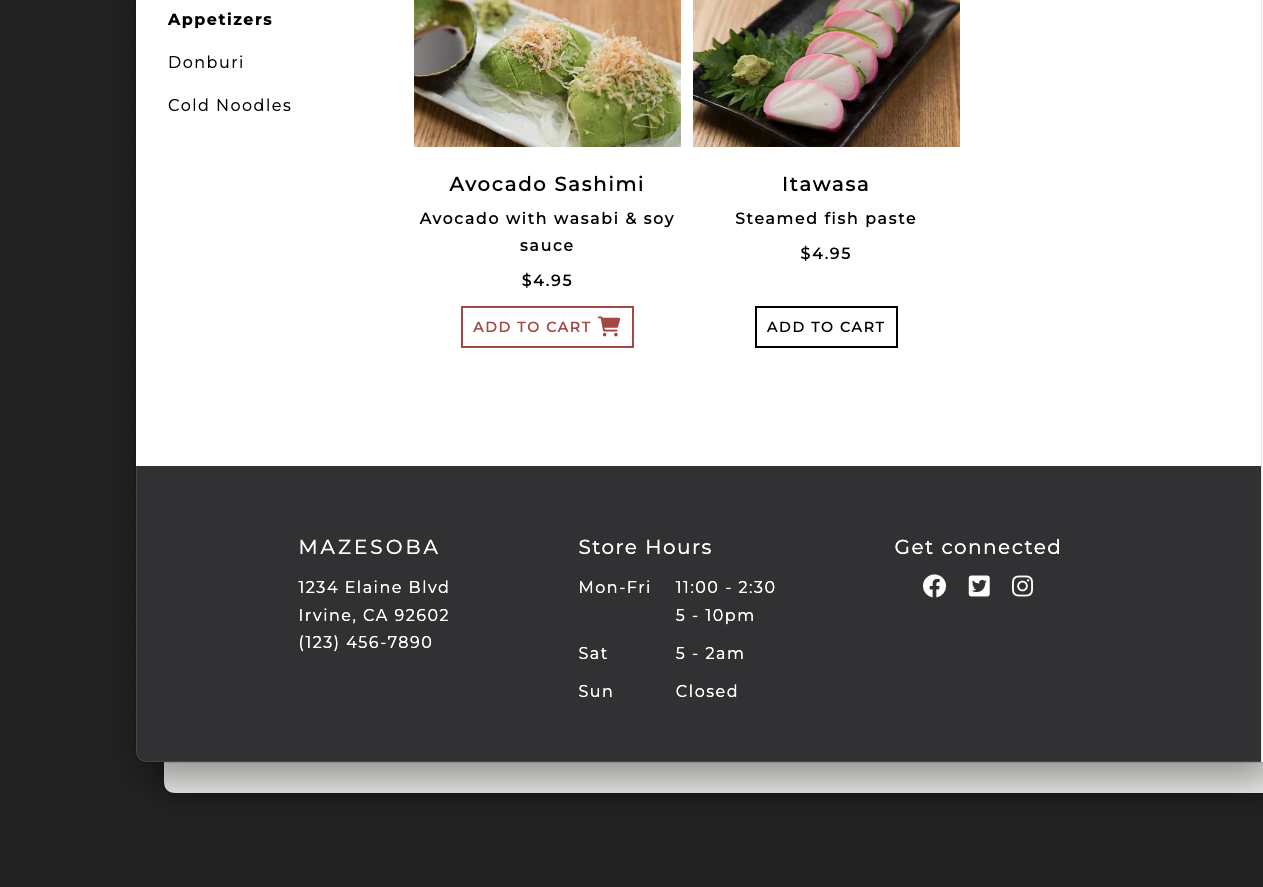 Appetizers
Donburi
Cold Noodles
Avocado Sashimi
Avocado with wasabi & soy
sauce
$4.95
ADD TO CART
Itawasa
Steamed fish paste
$4.95
ADD TO CART
MAZESOBA
1234 Elaine Blvd
Irvine, CA 92602
(123) 456-7890
Store Hours
Mon-Fri 11:00 - 2:30
5 - 10pm
Sat 5 - 2am
Sun Closed
Get connected